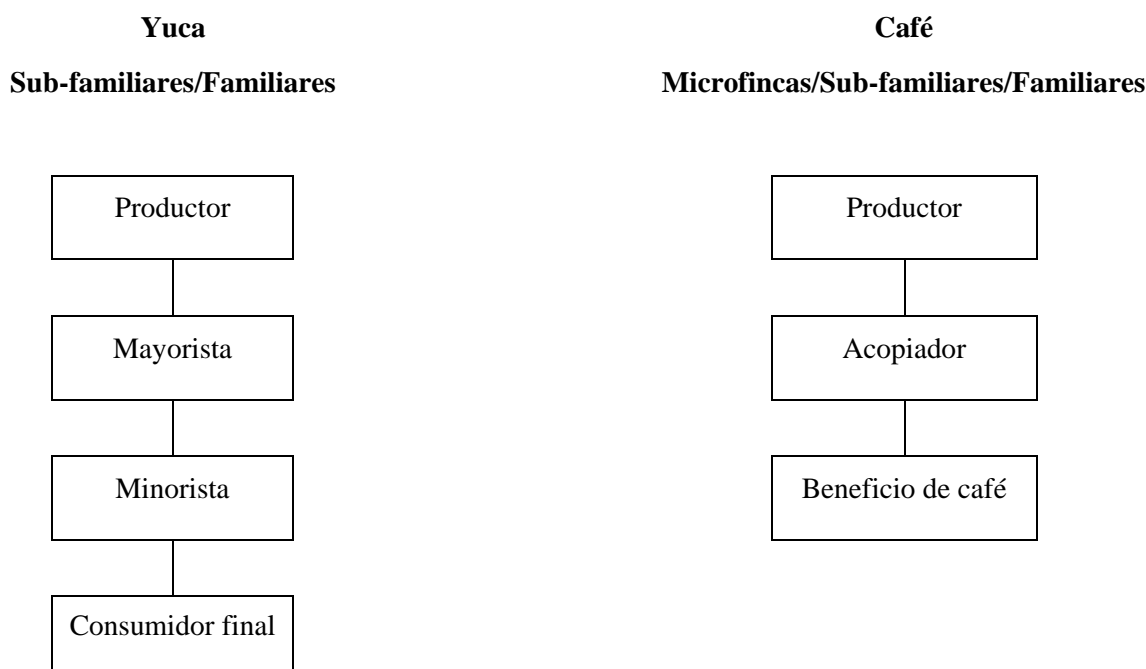 Yuca
Sub-familiares/Familiares
Productor
Mayorista
Minorista
Consumidor final
Café
Microfincas/Sub-familiares/Familiares
Productor
Acopiador
Beneficio de café